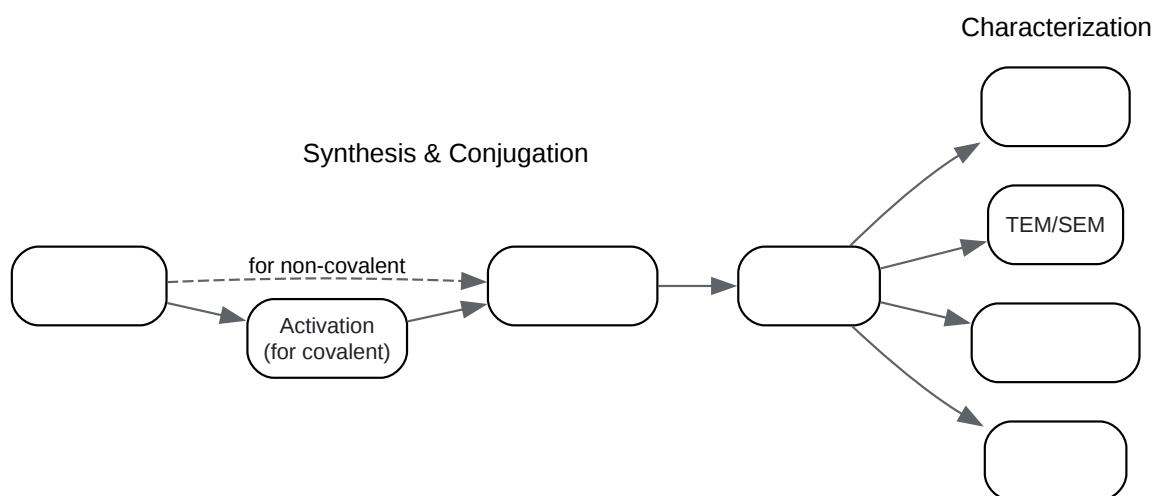 Characterization
Synthesis & Conjugation
TEM/SEM
for non-covalent
Activation
(for covalent)